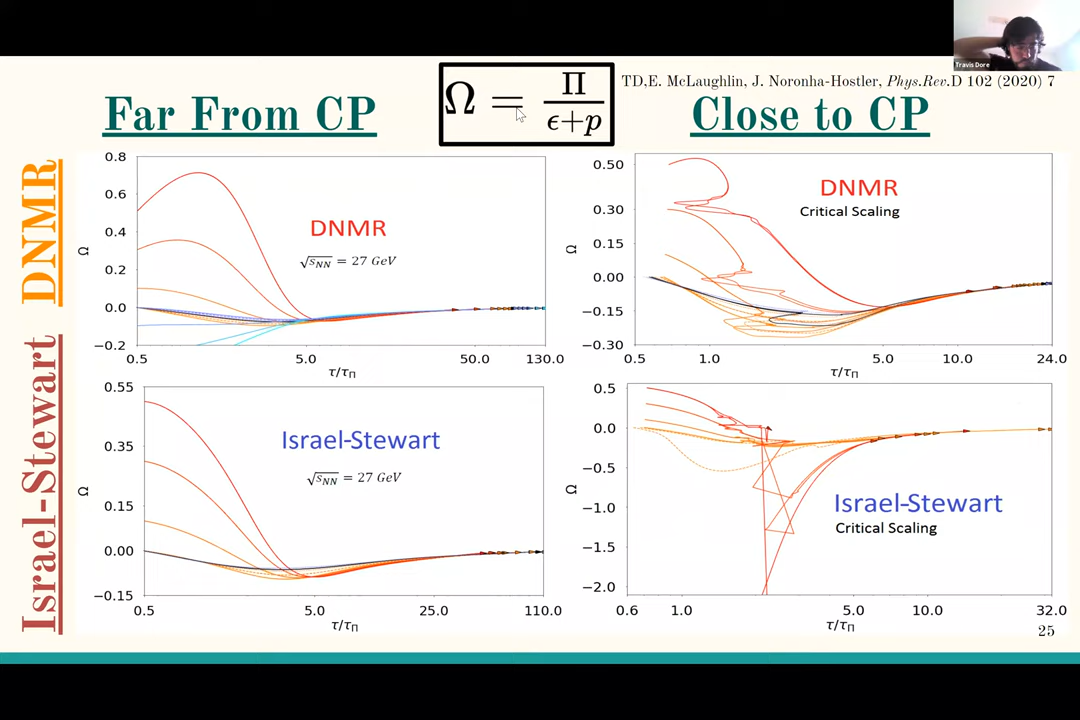 Travis Dore
TD,E. McLaughlin, J. Noronha-Hostler, Phys.Rev.D 102 (2020) 7
Far From CP
Ω = Π / ϵ+p
Close to CP
DNMR
Israel-Stewart
0.8
0.6
0.4
0.2
0.0
−0.2
Ω
DNMR
√sNN = 27 GeV
0.5
5.0
50.0
130.0
τ/τΠ
0.50
0.30
0.15
0.00
−0.15
−0.30
Ω
DNMR
Critical Scaling
0.5
1.0
5.0
10.0
24.0
τ/τΠ
0.55
0.35
0.15
0.00
−0.15
Ω
Israel-Stewart
√sNN = 27 GeV
0.5
5.0
25.0
110.0
τ/τΠ
0.5
0.0
−0.5
−1.0
−1.5
−2.0
Ω
Israel-Stewart
Critical Scaling
0.6
1.0
5.0
10.0
32.0
τ/τΠ
25